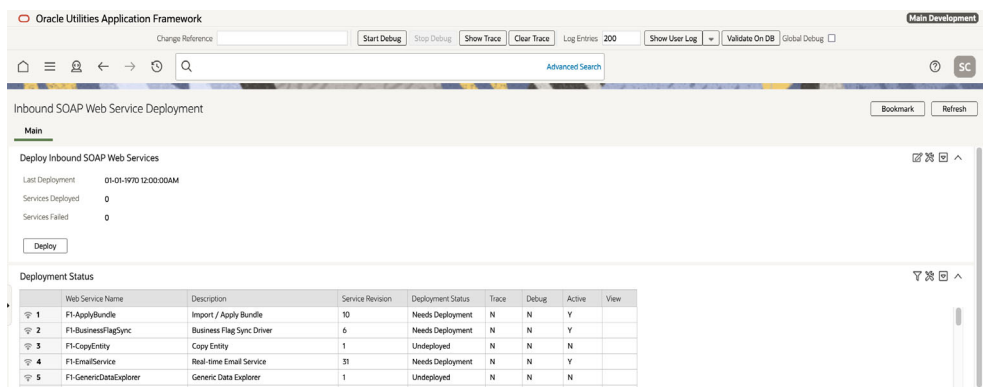 Oracle Utilities Application Framework Main Development
Change Reference Start Debug Stop Debug Show Trace Clear Trace Log Entries 200 Show User Log Validate On DB Global Debug
Advanced Search SC
Inbound SOAP Web Service Deployment Bookmark Refresh
Main
Deploy Inbound SOAP Web Services
Last Deployment 01-01-1970 12:00:00AM
Services Deployed 0
Services Failed 0
Deploy
Deployment Status
Web Service Name Description Service Revision Deployment Status Trace Debug Active View
1 F1-ApplyBundle Import / Apply Bundle 10 Needs Deployment N N Y
2 F1-BusinessFlagSync Business Flag Sync Driver 6 Needs Deployment N N Y
3 F1-CopyEntity Copy Entity 1 Undeployed N N N
4 F1-EmailService Real-time Email Service 31 Needs Deployment N N Y
5 F1-GenericDataExplorer Generic Data Explorer 1 Undeployed N N N